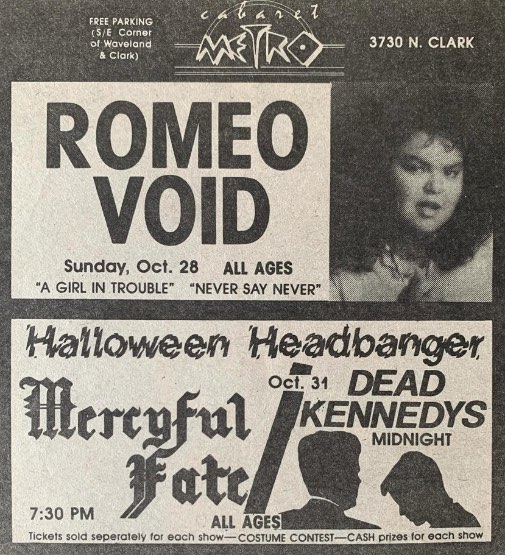 FREE PARKING
(S/E Corner
of Waveland
& Clark)
cabaret
METRO
3730 N. CLARK
ROMEO
VOID
Sunday, Oct. 28 ALL AGES
"A GIRL IN TROUBLE" "NEVER SAY NEVER"
Halloween Headbanger
Oct. 31
Mercyful
Fate
DEAD
KENNEDYS
MIDNIGHT
7:30 PM
ALL AGES
Tickets sold seperately for each show—COSTUME CONTEST—CASH prizes for each show